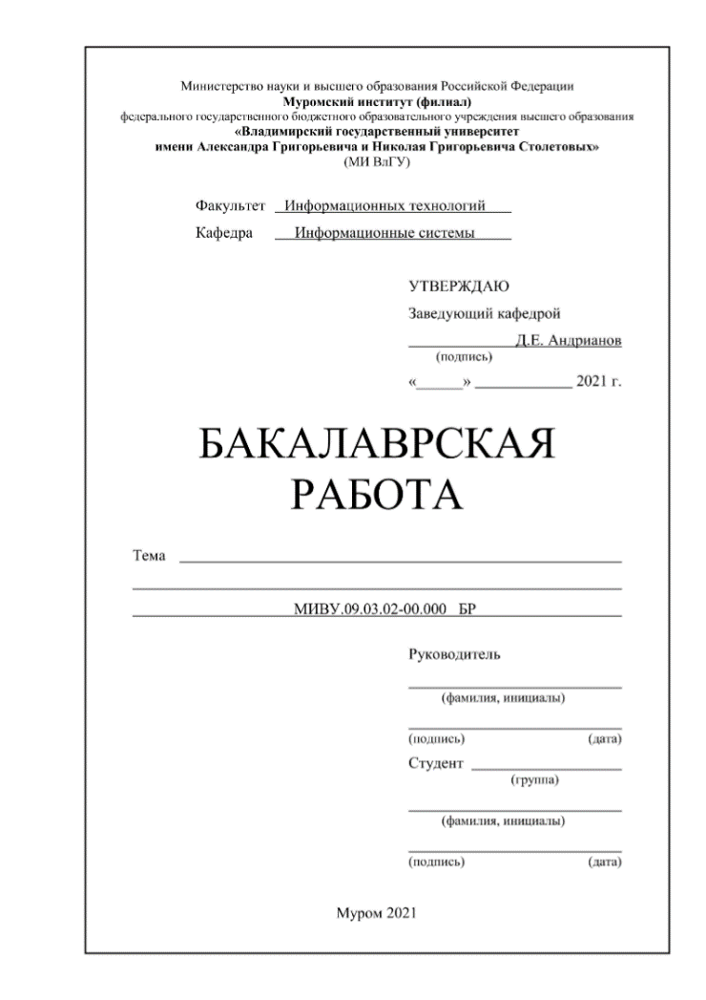 Министерство науки и высшего образования Российской Федерации
Муромский институт (филиал)
федерального государственного бюджетного образовательного учреждения высшего образования
«Владимирский государственный университет
имени Александра Григорьевича и Николая Григорьевича Столетовых»
(МИ ВлГУ)
Факультет Информационных технологий
Кафедра Информационные системы
УТВЕРЖДАЮ
Заведующий кафедрой
Д.Е. Андрианов
(подпись)
«______» _____________ 2021 г.
БАКАЛАВРСКАЯ
РАБОТА
Тема
МИВУ.09.03.02-00.000 БР
Руководитель
(фамилия, инициалы)
(подпись) (дата)
Студент
(группа)
(фамилия, инициалы)
(подпись) (дата)
Муром 2021